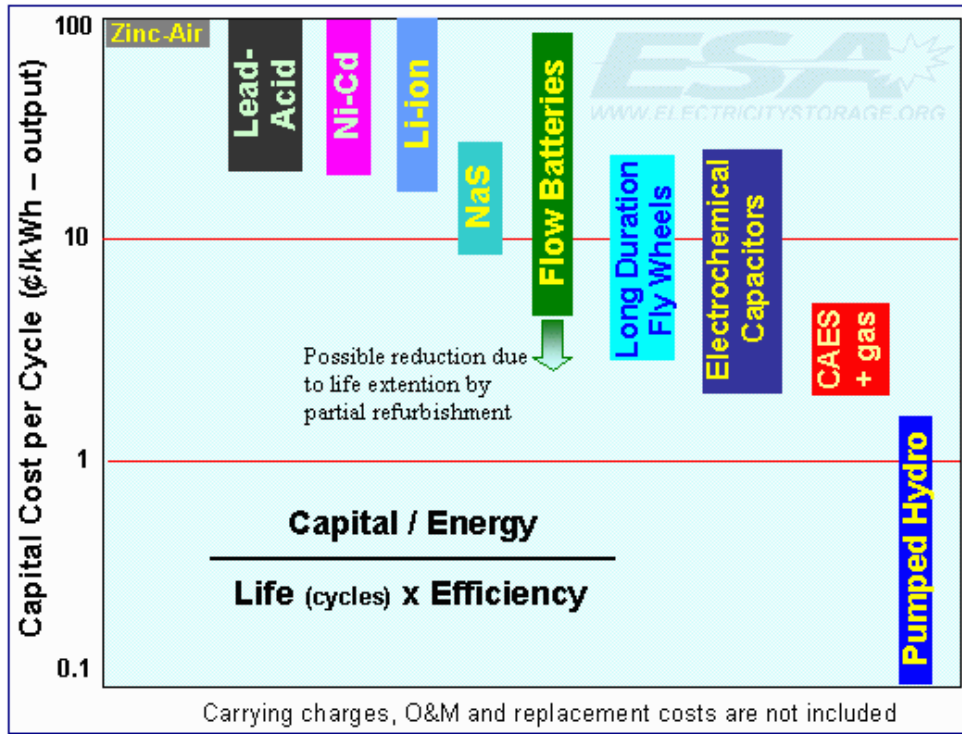 Capital Cost per Cycle (¢/kWh – output)
100
10
1
0.1
Zinc-Air
Lead-
Acid
Ni-Cd
Li-ion
NaS
Flow Batteries
Long Duration
Fly Wheels
Electrochemical
Capacitors
CAES
+ gas
Pumped Hydro
ESA
WWW.ELECTRICITYSTORAGE.ORG
Possible reduction due
to life extention by
partial refurbishment
Capital / Energy
Life (cycles) x Efficiency
Carrying charges, O&M and replacement costs are not included